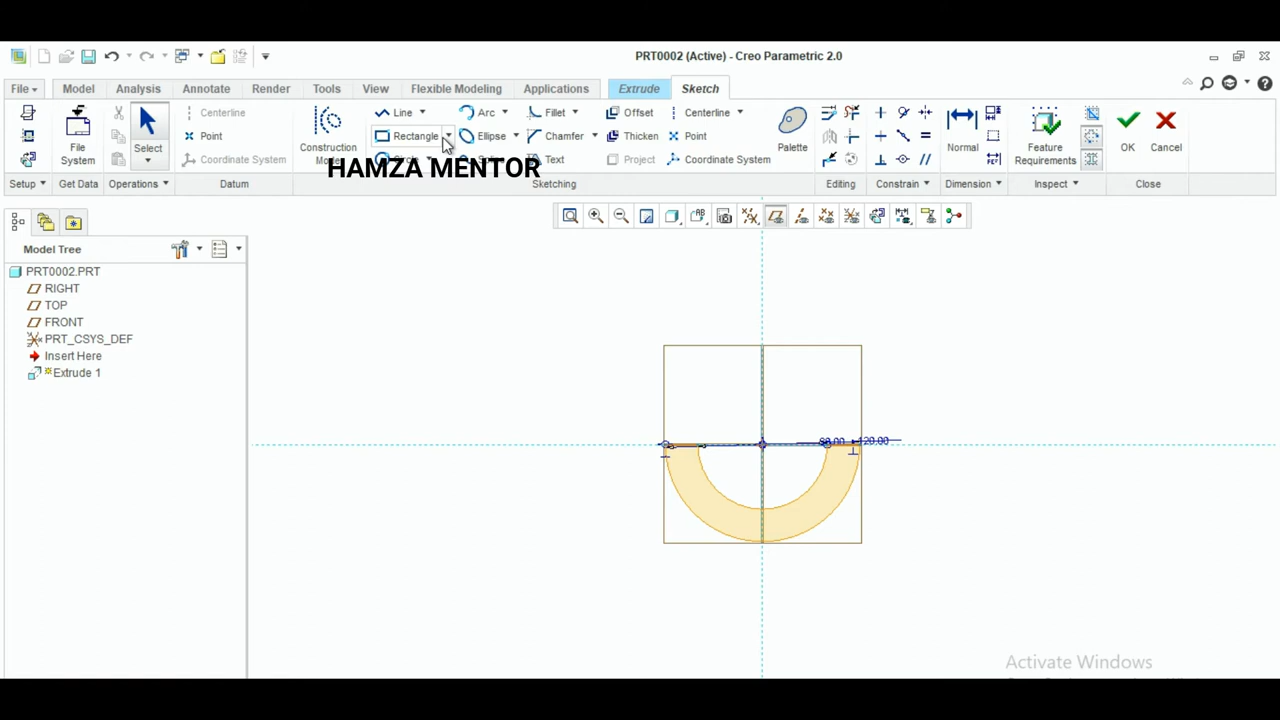 PRT0002 (Active) - Creo Parametric 2.0
File Model Analysis Annotate Render Tools View Flexible Modeling Applications Extrude Sketch
Centerline Line Arc Fillet Offset Centerline
Point Rectangle Ellipse Chamfer Thicken Point
File System Select Coordinate System Construction Text Project Coordinate System Palette Normal Feature Requirements OK Cancel
HAMZA MENTOR
Setup Get Data Operations Datum Sketching Editing Constrain Dimension Inspect Close
Model Tree
PRT0002.PRT
RIGHT
TOP
FRONT
PRT_CSYS_DEF
Insert Here
Extrude 1
120.00
Activate Windows